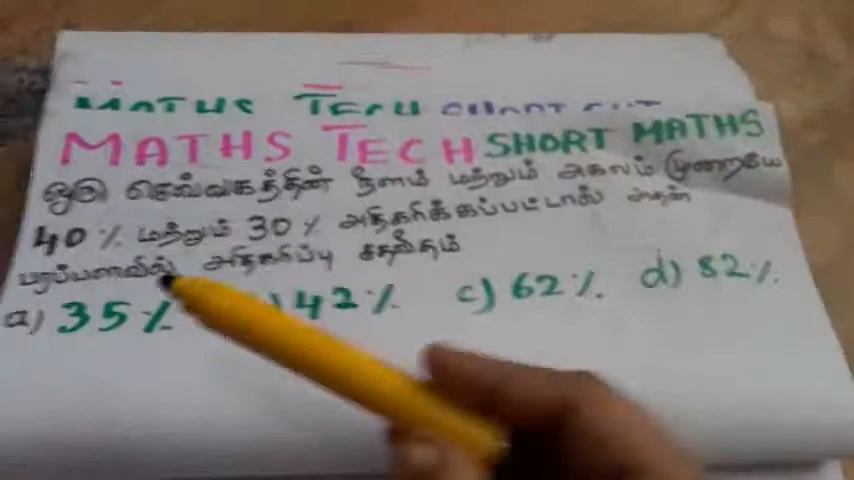 MATHS TECH SHORT MATHS
ஒரு செவ்வகத்தின் நீளம் மற்றும் அகலம் முறையே
40 % மற்றும் 30 % அதிகரிக்கப்பட்டால் அதன்
பரப்பளவில் அதிகரிப்பு சதவீதம்
a) 35 % ) 42 % c) 62 % d) 82 %